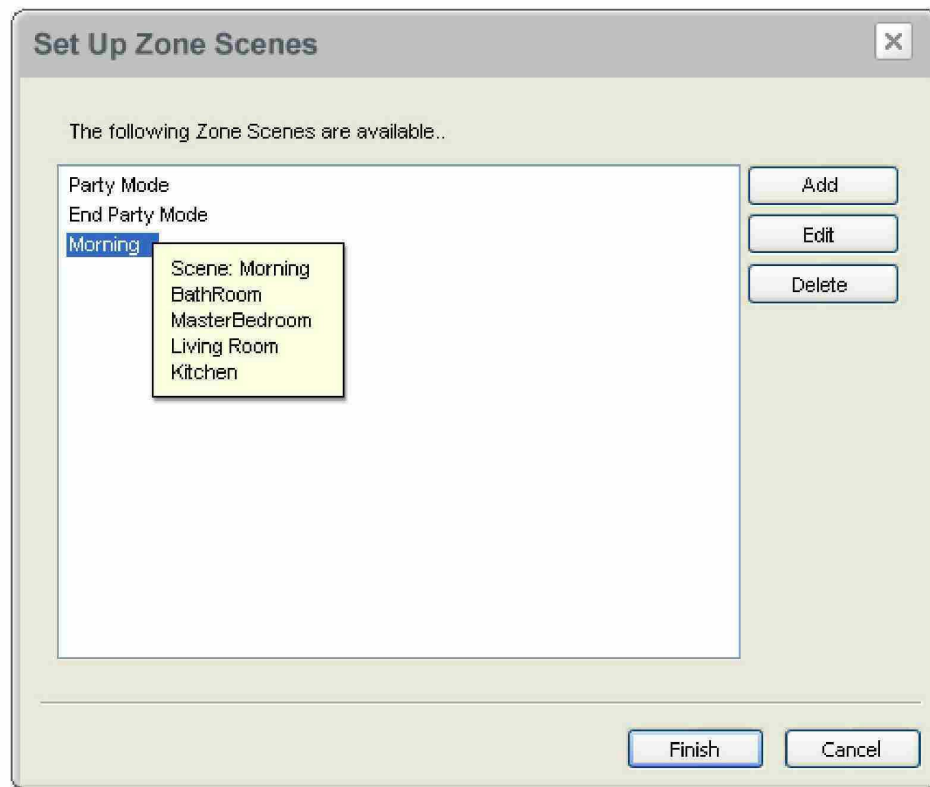 Set Up Zone Scenes
The following Zone Scenes are available..
Party Mode
End Party Mode
Morning
Scene: Morning
BathRoom
MasterBedroom
Living Room
Kitchen
Add
Edit
Delete
Finish
Cancel